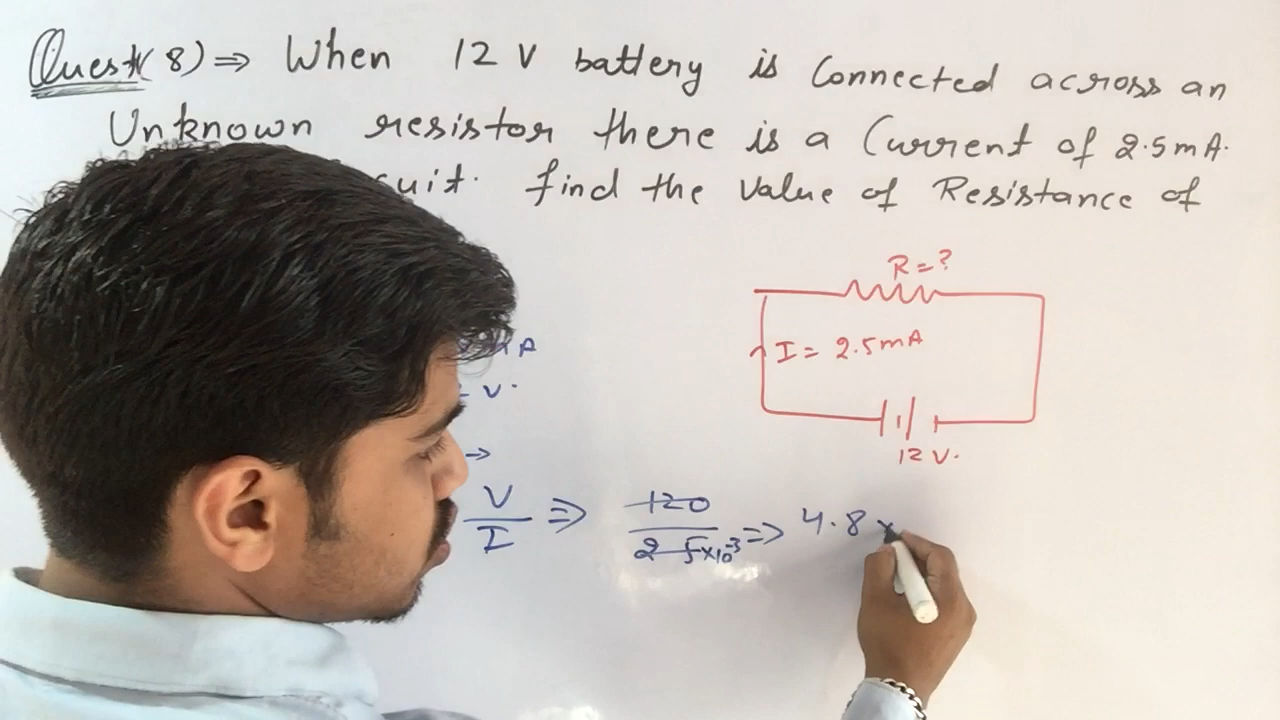 Quest( 8) ⇒ When 12 V battery is Connected across an
Unknown resistor there is a Current of 2.5mA.
cuit. find the Value of Resistance of
R=?
I = 2.5mA
12 V.
A
V.
→
V/I ⇒ 120/25×10⁻³ => 4.8 ×